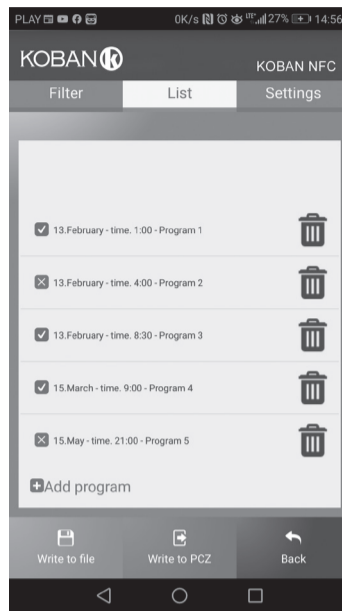 PLAY 0K/s LTE 27% 14:56
KOBAN K
KOBAN NFC
Filter List Settings
13.February - time. 1:00 - Program 1
13.February - time. 4:00 - Program 2
13.February - time. 8:30 - Program 3
15.March - time. 9:00 - Program 4
15.May - time. 21:00 - Program 5
Add program
Write to file Write to PCZ Back